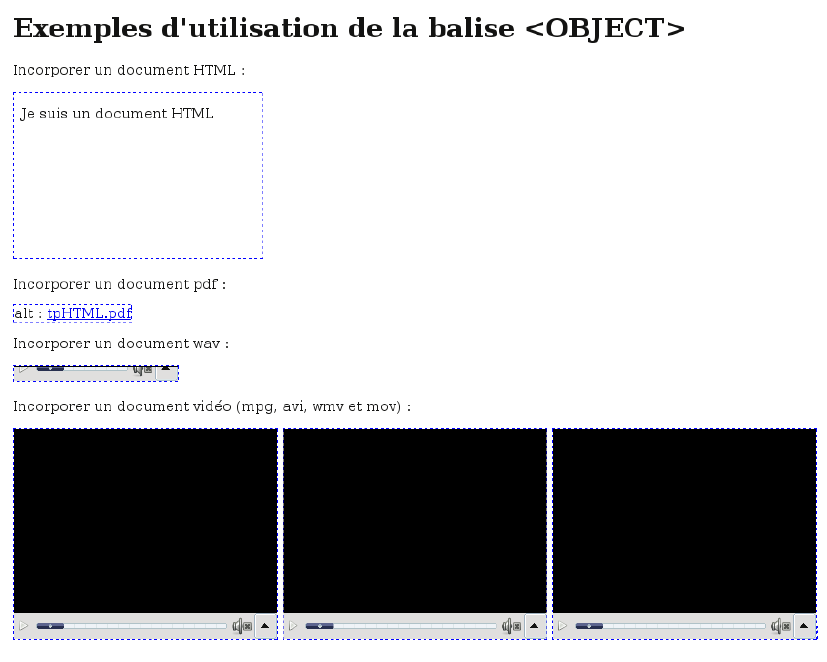 Exemples d'utilisation de la balise <OBJECT>
Incorporer un document HTML :
Je suis un document HTML
Incorporer un document pdf :
alt : tpHTML.pdf
Incorporer un document wav :
Incorporer un document vidéo (mpg, avi, wmv et mov) :